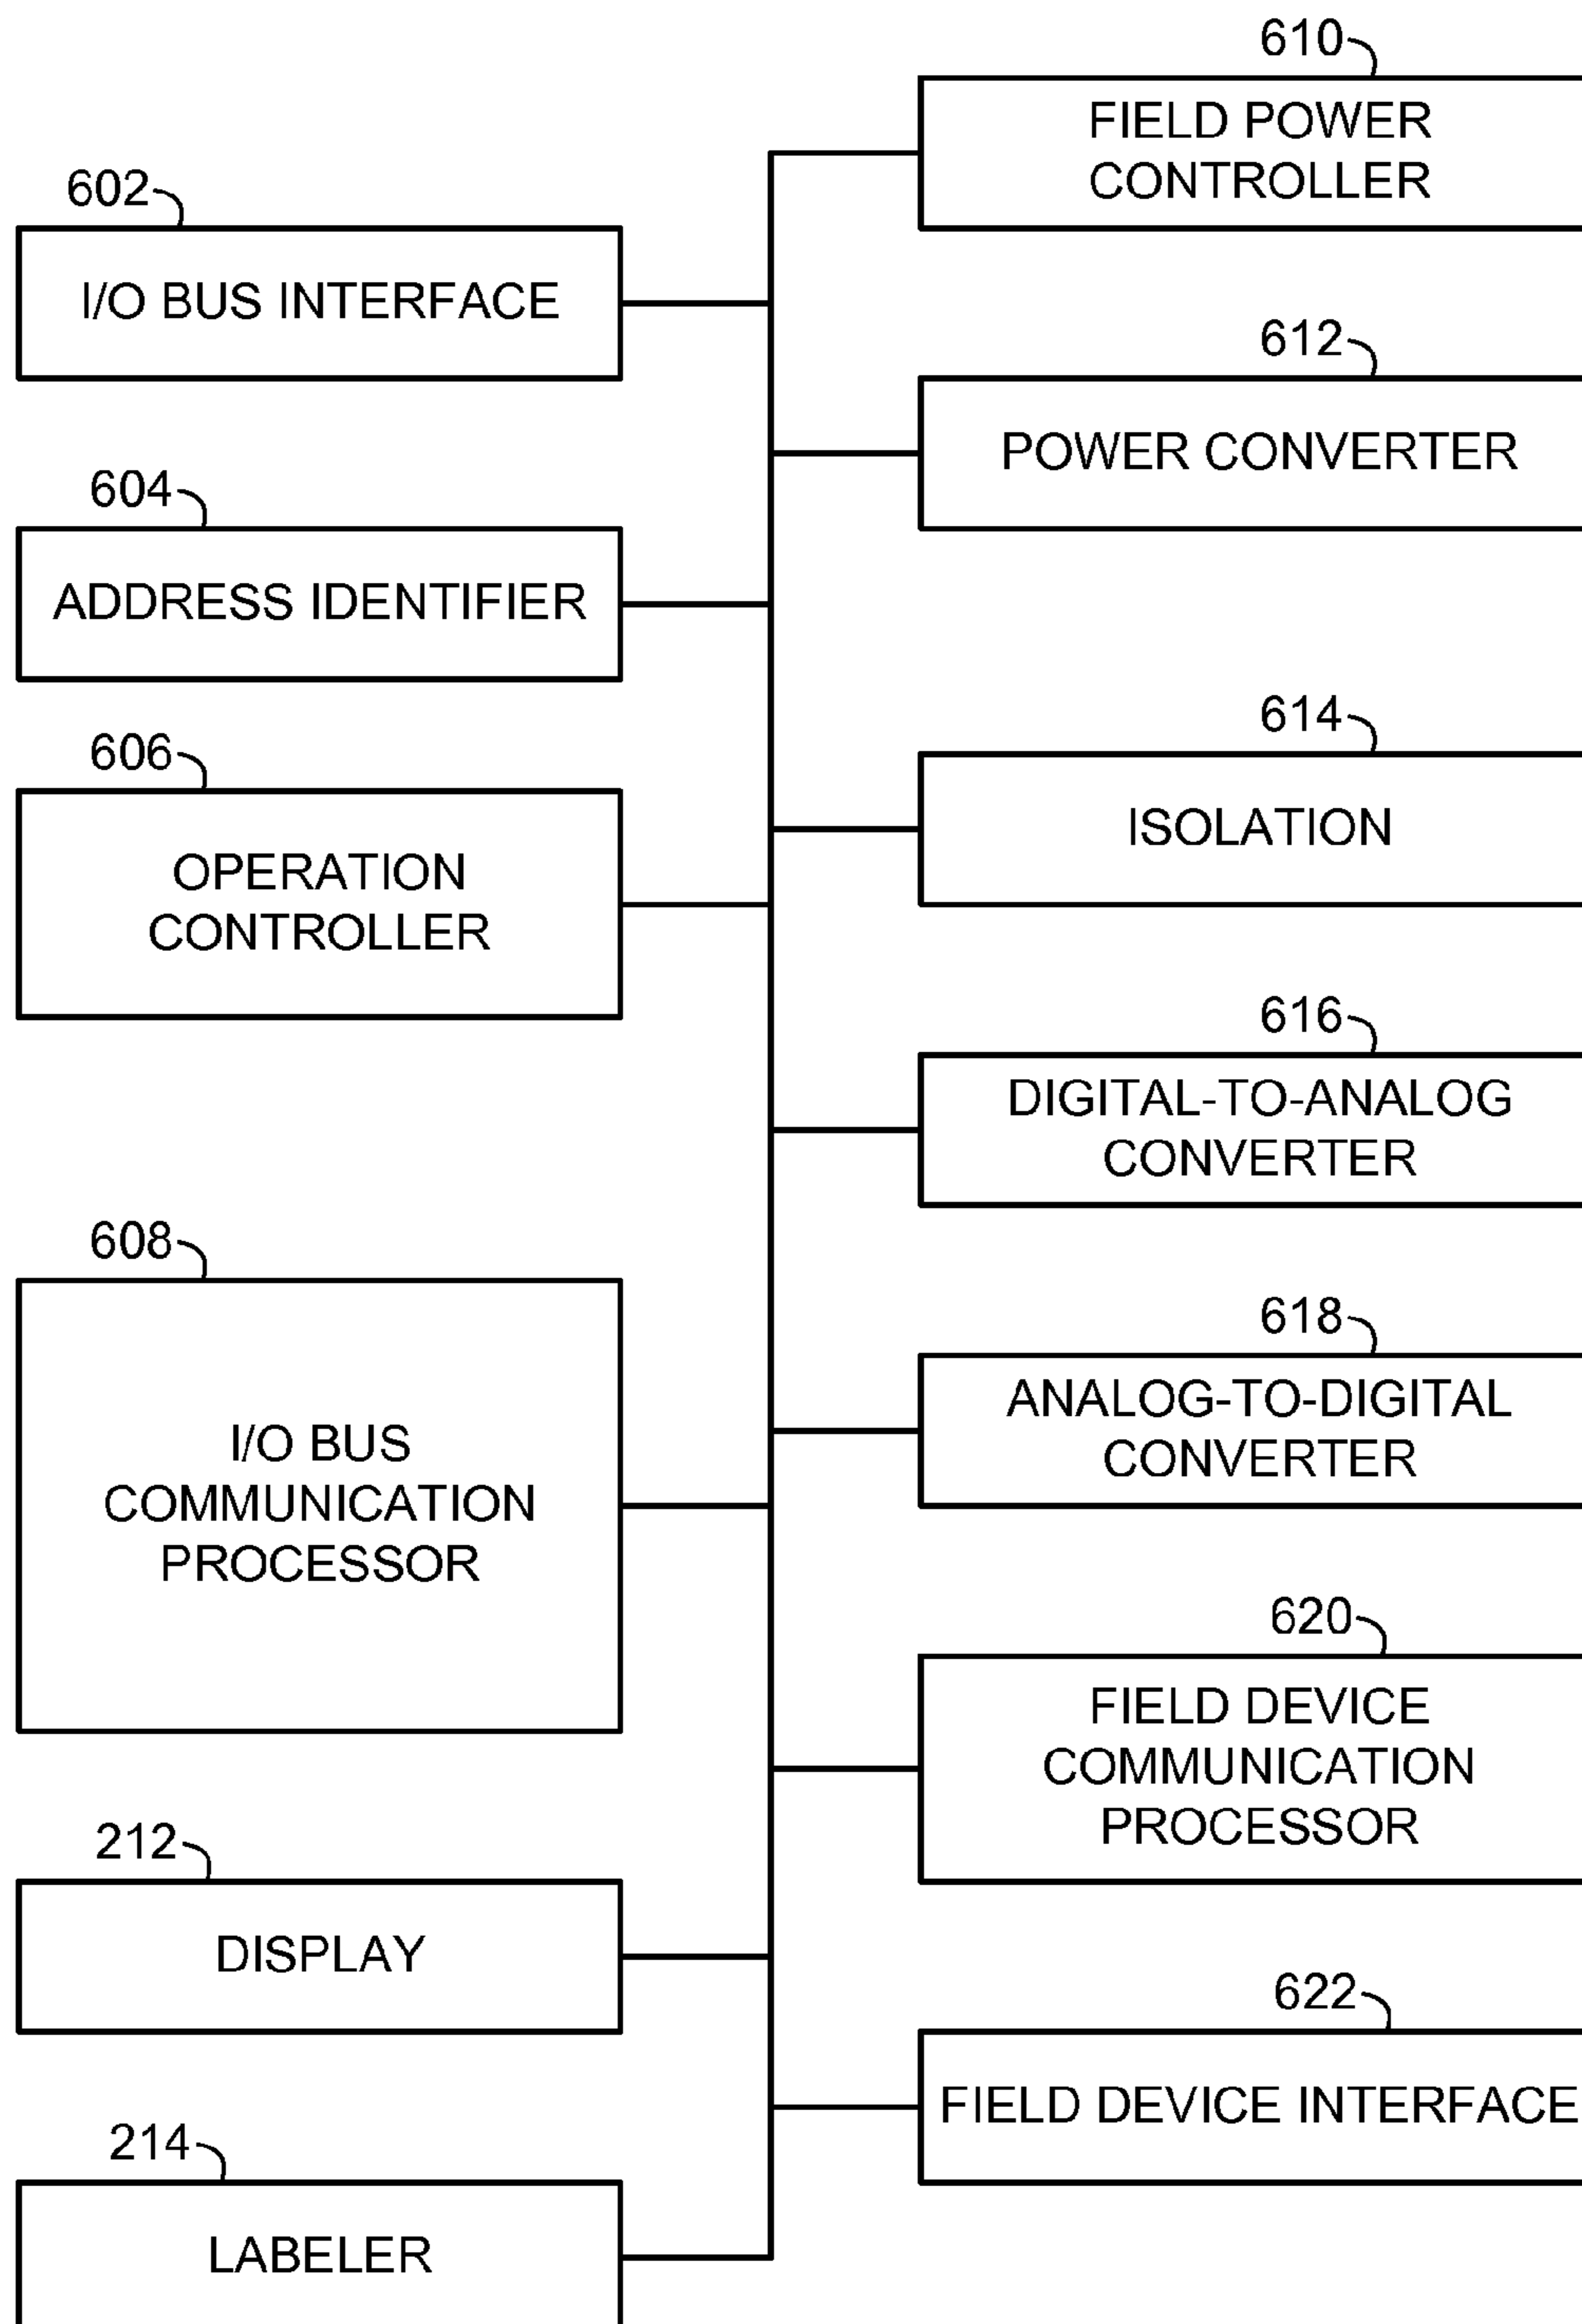 602
I/O BUS INTERFACE
604
ADDRESS IDENTIFIER
606
OPERATION
CONTROLLER
608
I/O BUS
COMMUNICATION
PROCESSOR
212
DISPLAY
214
LABELER
610
FIELD POWER
CONTROLLER
612
POWER CONVERTER
614
ISOLATION
616
DIGITAL-TO-ANALOG
CONVERTER
618
ANALOG-TO-DIGITAL
CONVERTER
620
FIELD DEVICE
COMMUNICATION
PROCESSOR
622
FIELD DEVICE INTERFACE